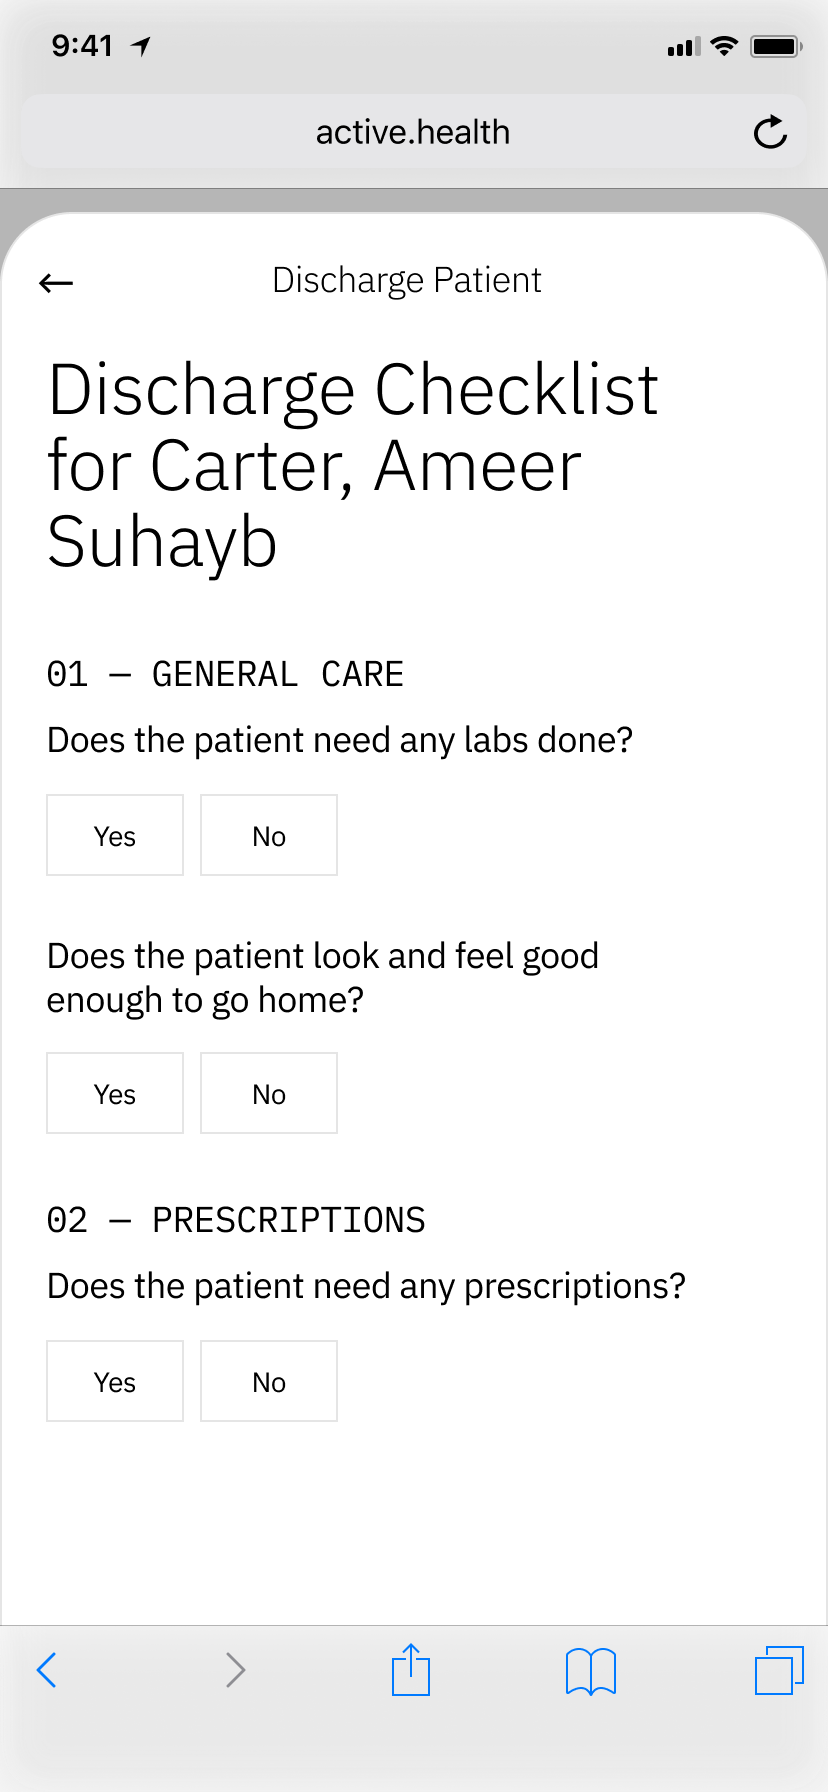 9:41
active.health
Discharge Patient
Discharge Checklist
for Carter, Ameer
Suhayb
01 — GENERAL CARE
Does the patient need any labs done?
Yes No
Does the patient look and feel good
enough to go home?
Yes No
02 — PRESCRIPTIONS
Does the patient need any prescriptions?
Yes No